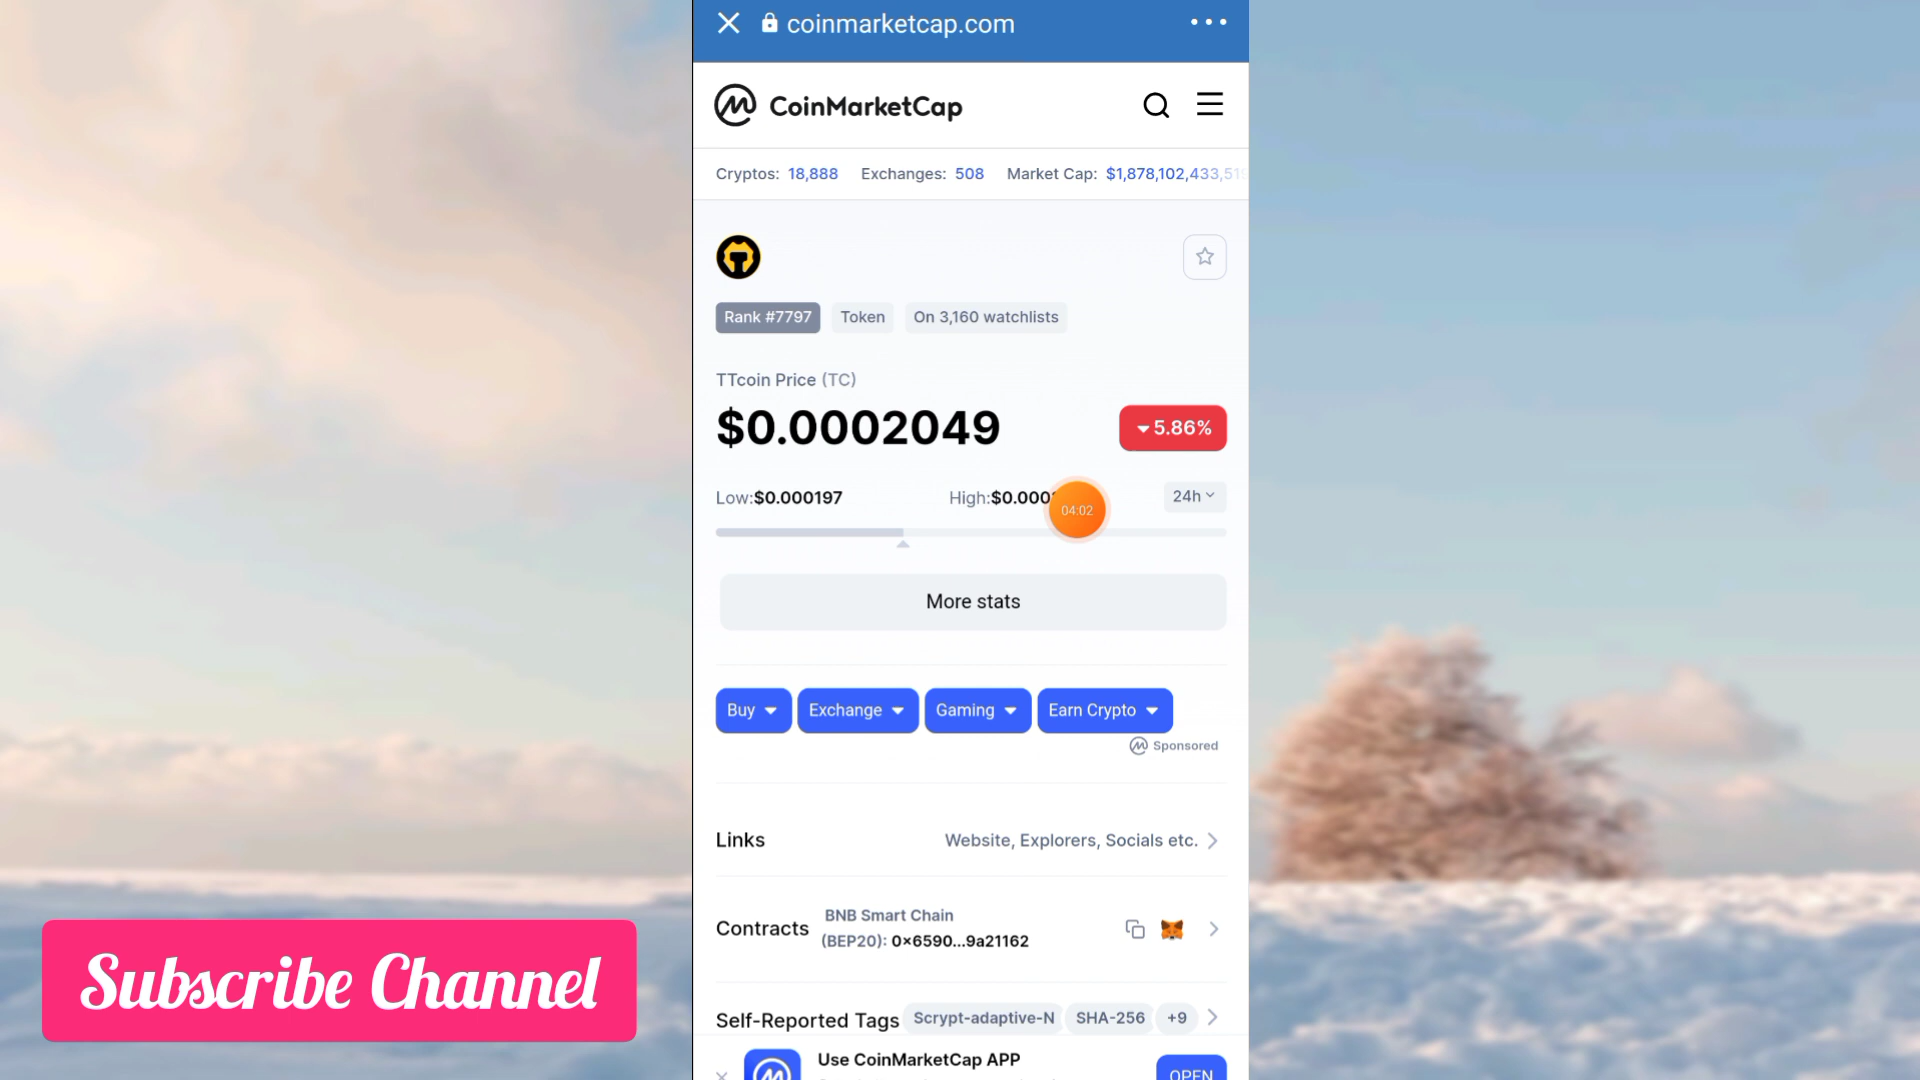 coinmarketcap.com
CoinMarketCap
Cryptos: 18,888 Exchanges: 508 Market Cap: $1,878,102,433,515
Rank #7797 Token On 3,160 watchlists
TTcoin Price (TC)
$0.0002049 5.86%
Low:$0.000197 High:$0.000 04:02 24h
More stats
Buy Exchange Gaming Earn Crypto
Sponsored
Links Website, Explorers, Socials etc.
Contracts BNB Smart Chain
(BEP20): 0x6590...9a21162
Self-Reported Tags Scrypt-adaptive-N SHA-256 +9
Use CoinMarketCap APP
OPEN
Subscribe Channel